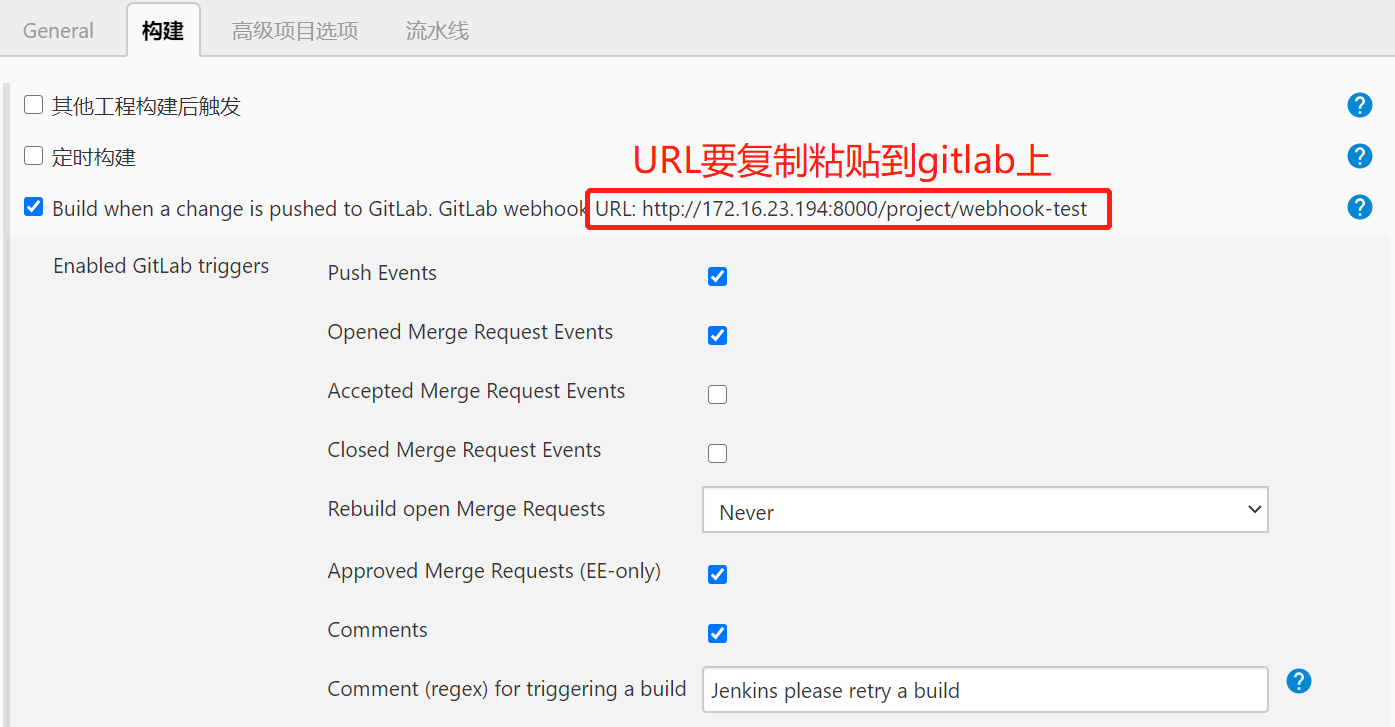 General 构建 高级项目选项 流水线
其他工程构建后触发 ?
定时构建 ?
URL要复制粘贴到gitlab上
Build when a change is pushed to GitLab. GitLab webhook URL: http://172.16.23.194:8000/project/webhook-test ?
Enabled GitLab triggers
Push Events
Opened Merge Request Events
Accepted Merge Request Events
Closed Merge Request Events
Rebuild open Merge Requests Never
Approved Merge Requests (EE-only)
Comments
Comment (regex) for triggering a build Jenkins please retry a build ?